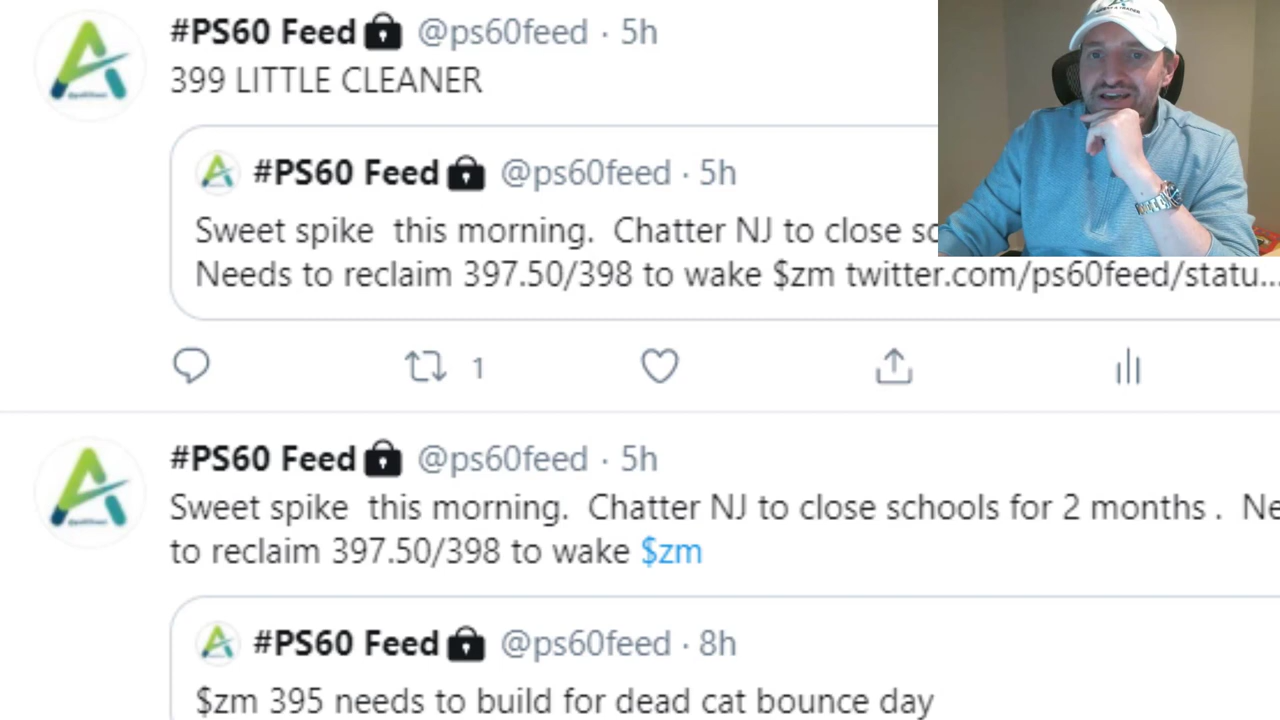 #PS60 Feed @ps60feed · 5h
399 LITTLE CLEANER
#PS60 Feed @ps60feed · 5h
Sweet spike this morning. Chatter NJ to close
Needs to reclaim 397.50/398 to wake $zm twitter.com/ps60feed/statu...
1
#PS60 Feed @ps60feed · 5h
Sweet spike this morning. Chatter NJ to close schools for 2 months .
to reclaim 397.50/398 to wake $zm
#PS60 Feed @ps60feed · 8h
$zm 395 needs to build for dead cat bounce day